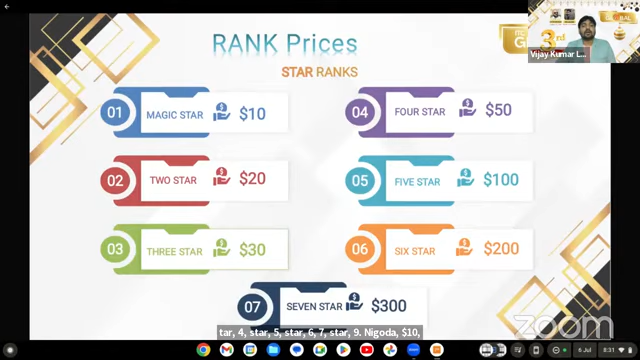 RANK Prices
STAR RANKS
01 MAGIC STAR $10
04 FOUR STAR $50
02 TWO STAR $20
05 FIVE STAR $100
03 THREE STAR $30
06 SIX STAR $200
07 SEVEN STAR $300
tar, 4, star, 5, star, 6, 7, star, 9. Nigoda, $10,
zoom
GLOBAL
3rd
Vijay Kumar L...
6 Jul
8:31